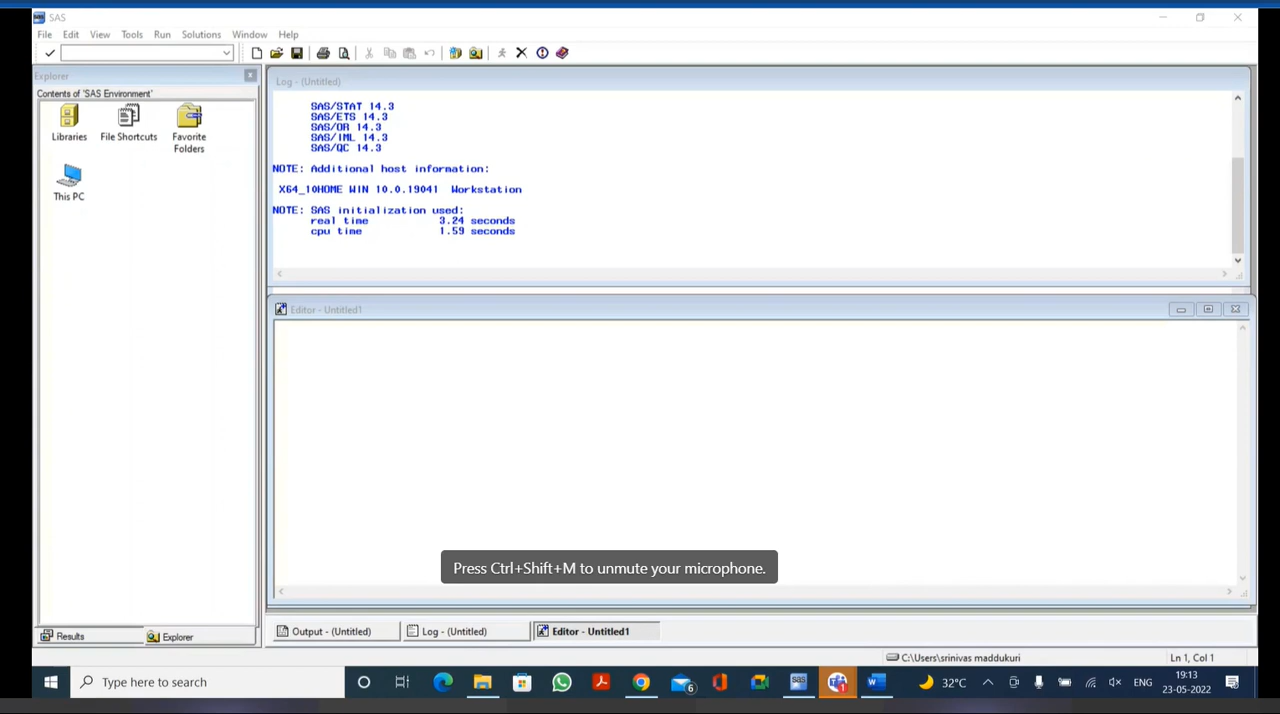 SAS
File Edit View Tools Run Solutions Window Help
Explorer
Contents of 'SAS Environment'
Libraries File Shortcuts Favorite Folders
This PC
Log - (Untitled)
SAS/STAT 14.3
SAS/ETS 14.3
SAS/OR 14.3
SAS/IML 14.3
SAS/QC 14.3
NOTE: Additional host information:
X64_10HOME WIN 10.0.19041 Workstation
NOTE: SAS initialization used:
real time 3.24 seconds
cpu time 1.59 seconds
Editor - Untitled1
Press Ctrl+Shift+M to unmute your microphone.
Results Explorer
Output - (Untitled) Log - (Untitled) Editor - Untitled1
C:\Users\srinivas maddukuri Ln 1, Col 1
Type here to search
6
sas
1
32°C
ENG
19:13
23-05-2022